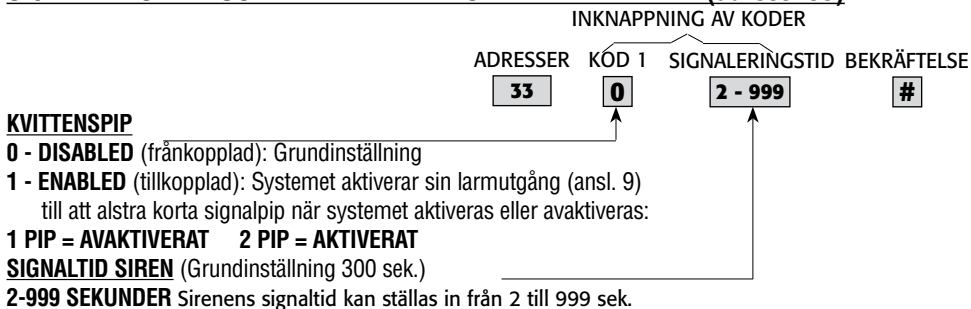 INKNAPPNING AV KODER
ADRESSER KOD 1 SIGNALERINGSTID BEKRÄFTELSE
33 0 2 - 999 #
KVITTENSPIP
0 - DISABLED (frånkopplad): Grundinställning
1 - ENABLED (tillkopplad): Systemet aktiverar sin larmutgång (ansl. 9)
till att alstra korta signalpip när systemet aktiveras eller avaktiveras:
1 PIP = AVAKTIVERAT 2 PIP = AKTIVERAT
SIGNALTID SIREN (Grundinställning 300 sek.)
2-999 SEKUNDER Sirenens signaltid kan ställas in från 2 till 999 sek.